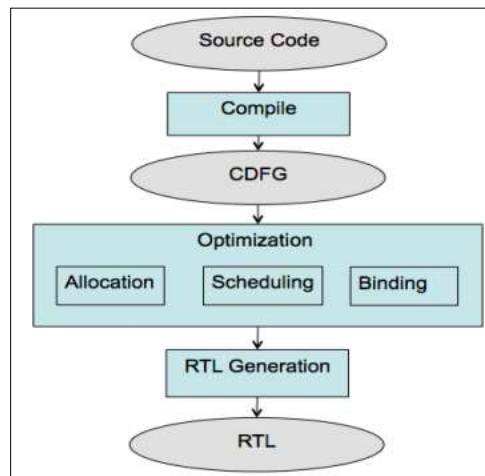 Source Code
Compile
CDFG
Optimization
Allocation
Scheduling
Binding
RTL Generation
RTL